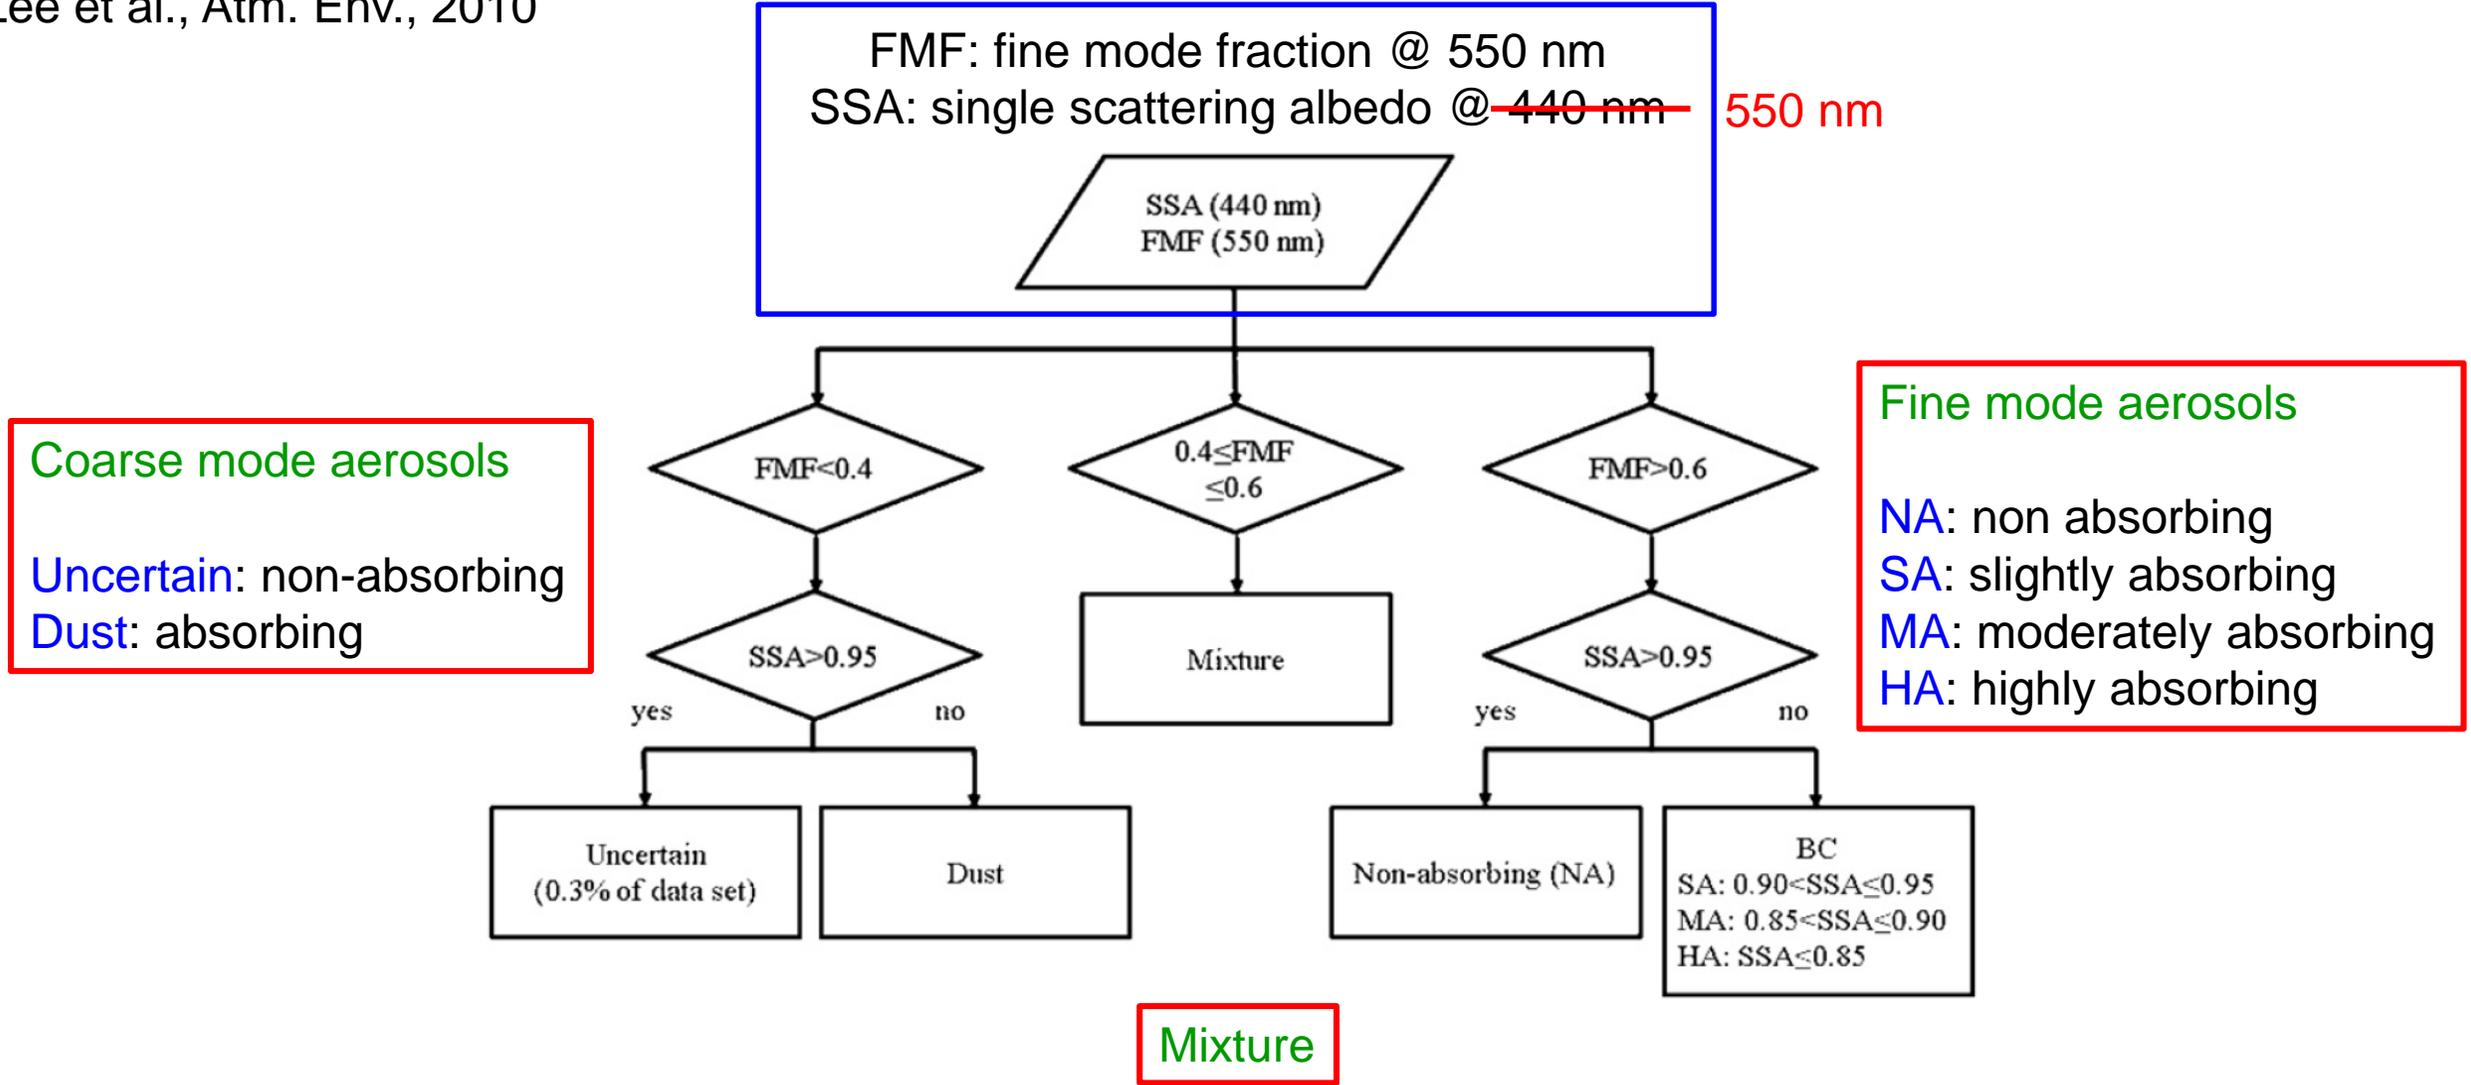 Lee et al., Atm. Env., 2010
FMF: fine mode fraction @ 550 nm
SSA: single scattering albedo @ 440 nm
550 nm
SSA (440 nm)
FMF (550 nm)
Coarse mode aerosols
Uncertain: non-absorbing
Dust: absorbing
FMF<0.4
0.4≤FMF
≤0.6
FMF>0.6
Fine mode aerosols
NA: non absorbing
SA: slightly absorbing
MA: moderately absorbing
HA: highly absorbing
SSA>0.95
yes
no
Mixture
SSA>0.95
yes
no
Uncertain
(0.3% of data set)
Dust
Non-absorbing (NA)
BC
SA: 0.90<SSA≤0.95
MA: 0.85<SSA≤0.90
HA: SSA≤0.85
Mixture